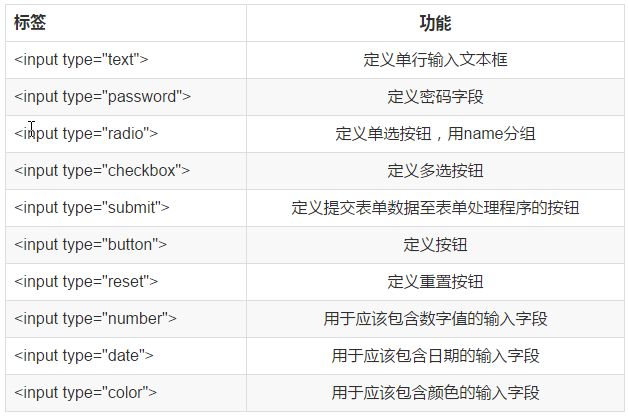 标签 功能
<input type="text"> 定义单行输入文本框
<input type="password"> 定义密码字段
<input type="radio"> 定义单选按钮，用name分组
<input type="checkbox"> 定义多选按钮
<input type="submit"> 定义提交表单数据至表单处理程序的按钮
<input type="button"> 定义按钮
<input type="reset"> 定义重置按钮
<input type="number"> 用于应该包含数字值的输入字段
<input type="date"> 用于应该包含日期的输入字段
<input type="color"> 用于应该包含颜色的输入字段